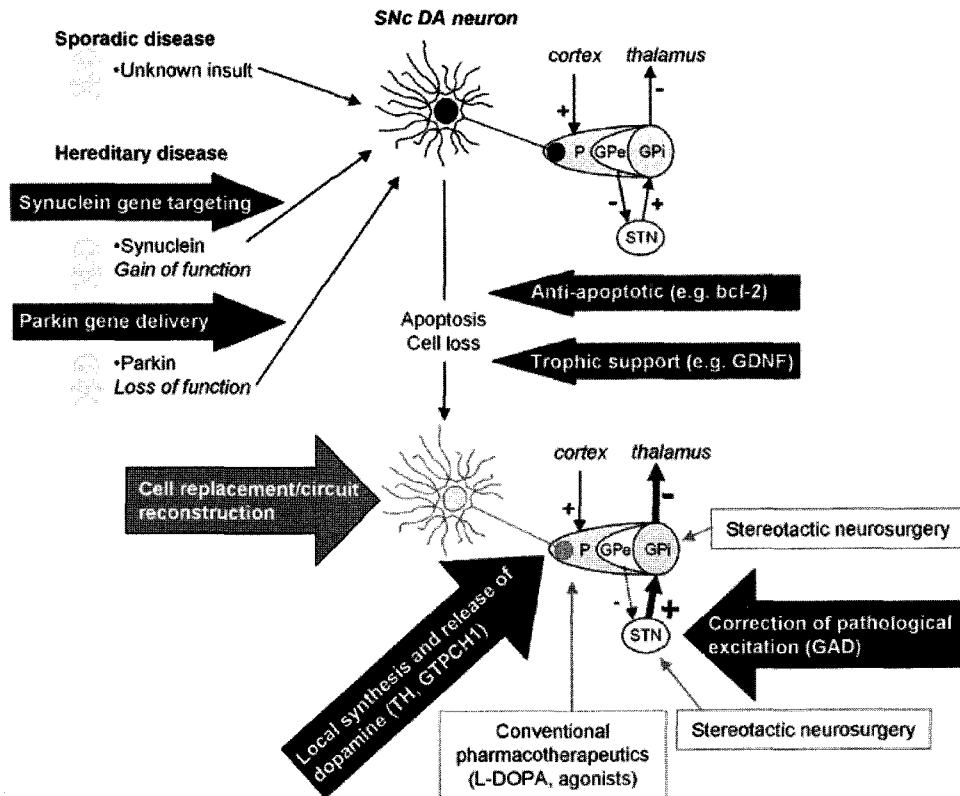 SNc DA neuron
Sporadic disease
•Unknown insult
cortex
thalamus
+
-
P
GPe
GPi
-
+
STN
Hereditary disease
Synuclein gene targeting
•Synuclein
Gain of function
Parkin gene delivery
•Parkin
Loss of function
Anti-apoptotic (e.g. bcl-2)
Apoptosis
Cell loss
Trophic support (e.g. GDNF)
Cell replacement/circuit
reconstruction
cortex
thalamus
+
-
P
GPe
GPi
-
+
STN
Stereotactic neurosurgery
Correction of pathological
excitation (GAD)
Stereotactic neurosurgery
Local synthesis and release of
dopamine (TH, GTPCH1)
Conventional
pharmacotherapeutics
(L-DOPA, agonists)